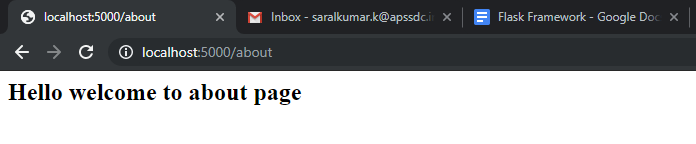 localhost:5000/about
Inbox - saralkumar.k@apssdc.i
Flask Framework - Google Doc
localhost:5000/about
Hello welcome to about page